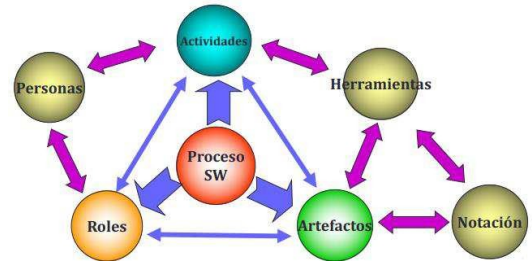 Actividades
Personas
Herramientas
Proceso
SW
Roles
Artefactos
Notación